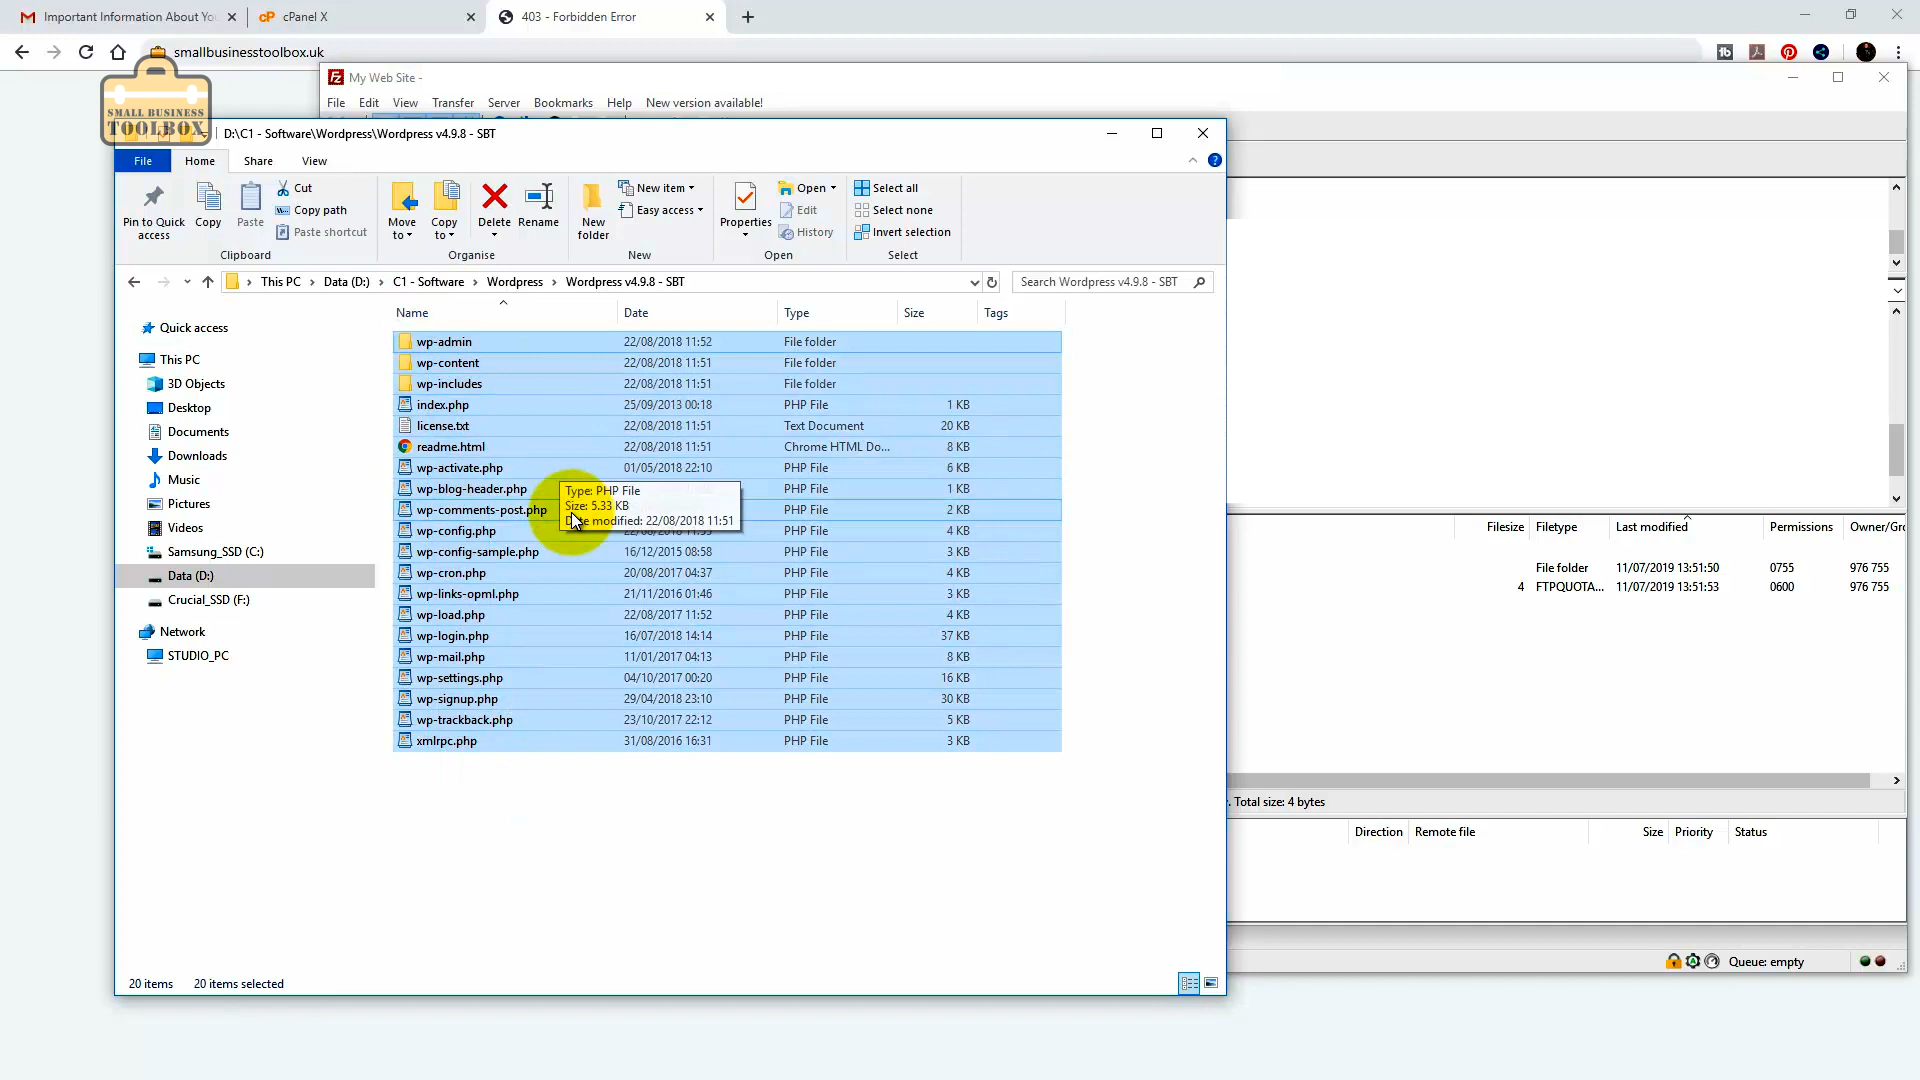 Important Information About Yo
cPanel X
403 - Forbidden Error
smallbusinesstoolbox.uk
SMALL BUSINESS
TOOLBOX
My Web Site -
File Edit View Transfer Server Bookmarks Help New version available!
D:\C1 - Software\Wordpress\Wordpress v4.9.8 - SBT
File Home Share View
Pin to Quick access
Copy
Paste
Cut
Copy path
Paste shortcut
Clipboard
Move to
Copy to
Delete
Rename
Organise
New folder
New item
Easy access
New
Properties
Open
Edit
History
Open
Select all
Select none
Invert selection
Select
This PC > Data (D:) > C1 - Software > Wordpress > Wordpress v4.9.8 - SBT
Search Wordpress v4.9.8 - SBT
Quick access
This PC
3D Objects
Desktop
Documents
Downloads
Music
Pictures
Videos
Samsung_SSD (C:)
Data (D:)
Crucial_SSD (F:)
Network
STUDIO_PC
Name Date Type Size Tags
wp-admin 22/08/2018 11:52 File folder
wp-content 22/08/2018 11:51 File folder
wp-includes 22/08/2018 11:51 File folder
index.php 25/09/2013 00:18 PHP File 1 KB
license.txt 22/08/2018 11:51 Text Document 20 KB
readme.html 22/08/2018 11:51 Chrome HTML Do... 8 KB
wp-activate.php 01/05/2018 22:10 PHP File 6 KB
wp-blog-header.php PHP File 1 KB
wp-comments-post.php PHP File 2 KB
wp-config.php PHP File 4 KB
wp-config-sample.php 16/12/2015 08:58 PHP File 3 KB
wp-cron.php 20/08/2017 04:37 PHP File 4 KB
wp-links-opml.php 21/11/2016 01:46 PHP File 3 KB
wp-load.php 22/08/2017 11:52 PHP File 4 KB
wp-login.php 16/07/2018 14:14 PHP File 37 KB
wp-mail.php 11/01/2017 04:13 PHP File 8 KB
wp-settings.php 04/10/2017 00:20 PHP File 16 KB
wp-signup.php 29/04/2018 23:10 PHP File 30 KB
wp-trackback.php 23/10/2017 22:12 PHP File 5 KB
xmlrpc.php 31/08/2016 16:31 PHP File 3 KB
Type: PHP File
Size: 5.33 KB
modified: 22/08/2018 11:51
20 items 20 items selected
Filesize Filetype Last modified Permissions Owner/Gro
File folder 11/07/2019 13:51:50 0755 976 755
4 FTPQUOTA... 11/07/2019 13:51:53 0600 976 755
. Total size: 4 bytes
Direction Remote file Size Priority Status
Queue: empty